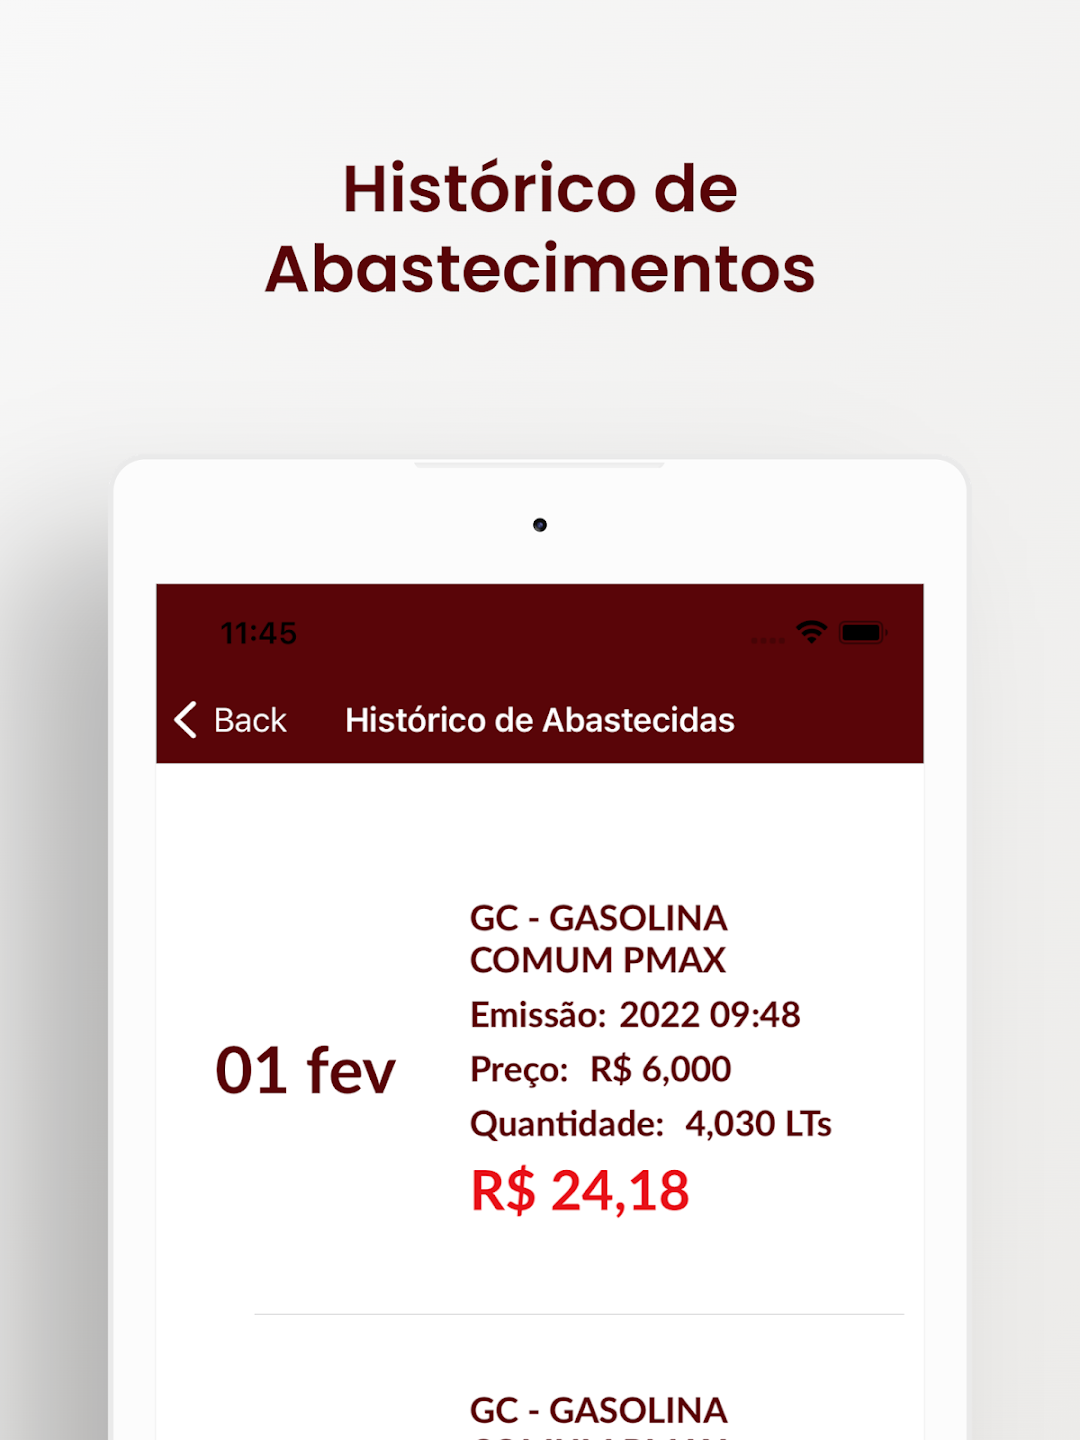 Histórico de
Abastecimentos
11:45
Back Histórico de Abastecidas
GC - GASOLINA
COMUM PMAX
Emissão: 2022 09:48
01 fev
Preço: R$ 6,000
Quantidade: 4,030 LTs
R$ 24,18
GC - GASOLINA